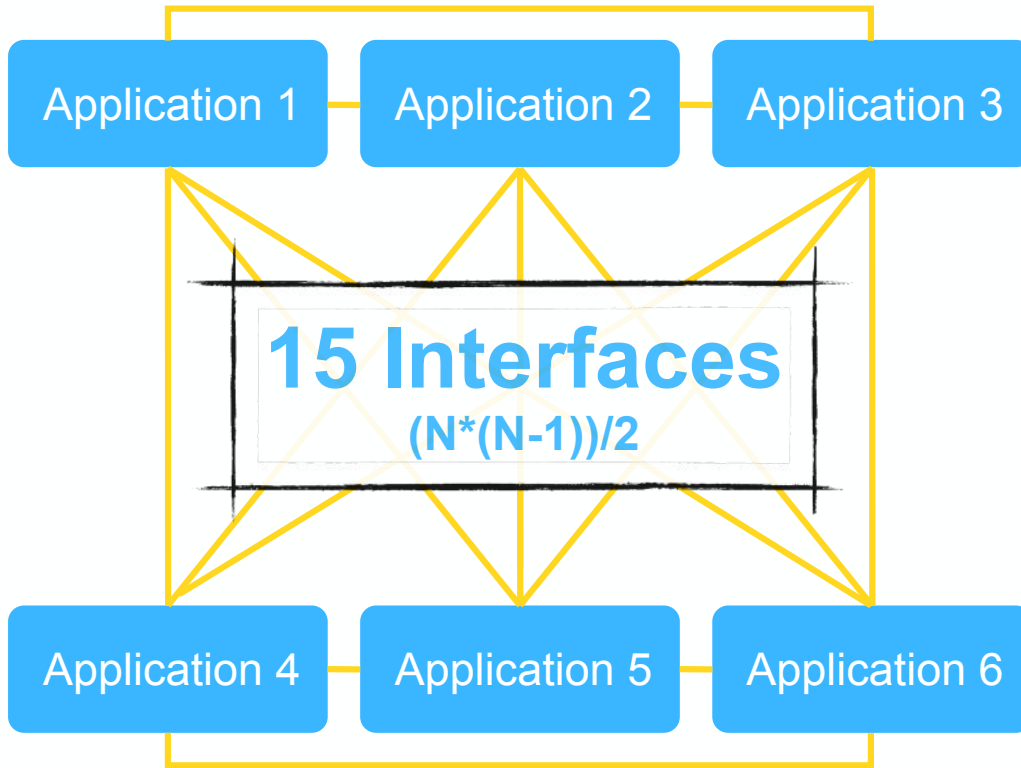 Application 1
Application 2
Application 3
15 Interfaces
(N*(N-1))/2
Application 4
Application 5
Application 6